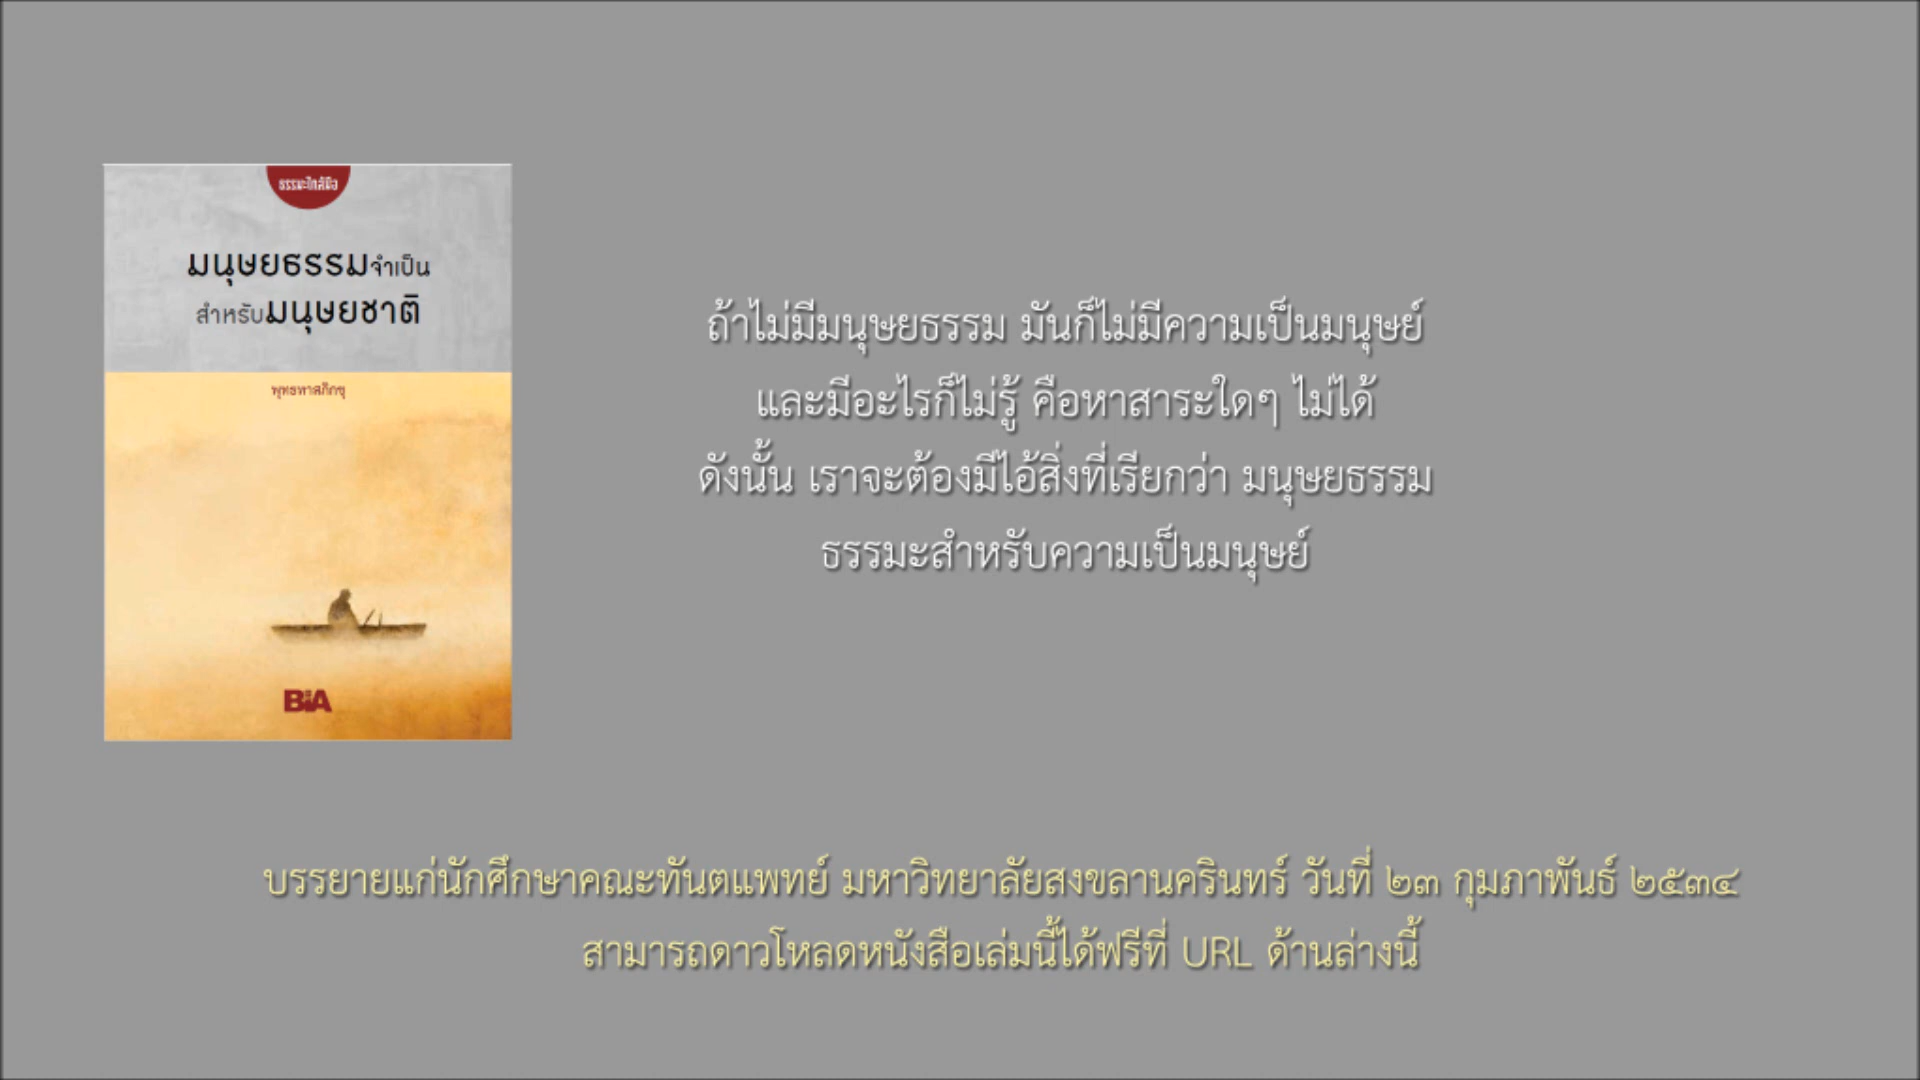 ธรรมะใกล้มือ
มนุษยธรรมจำเป็น
สำหรับมนุษยชาติ
พุทธทาสภิกขุ
BIA
ถ้าไม่มีมนุษยธรรม มันก็ไม่มีความเป็นมนุษย์
และมีอะไรก็ไม่รู้ คือหาสาระใดๆ ไม่ได้
ดังนั้น เราจะต้องมีไอ้สิ่งที่เรียกว่า มนุษยธรรม
ธรรมะสำหรับความเป็นมนุษย์
บรรยายแก่นักศึกษาคณะทันตแพทย์ มหาวิทยาลัยสงขลานครินทร์ วันที่ ๒๓ กุมภาพันธ์ ๒๕๓๔
สามารถดาวโหลดหนังสือเล่มนี้ได้ฟรีที่ URL ด้านล่างนี้